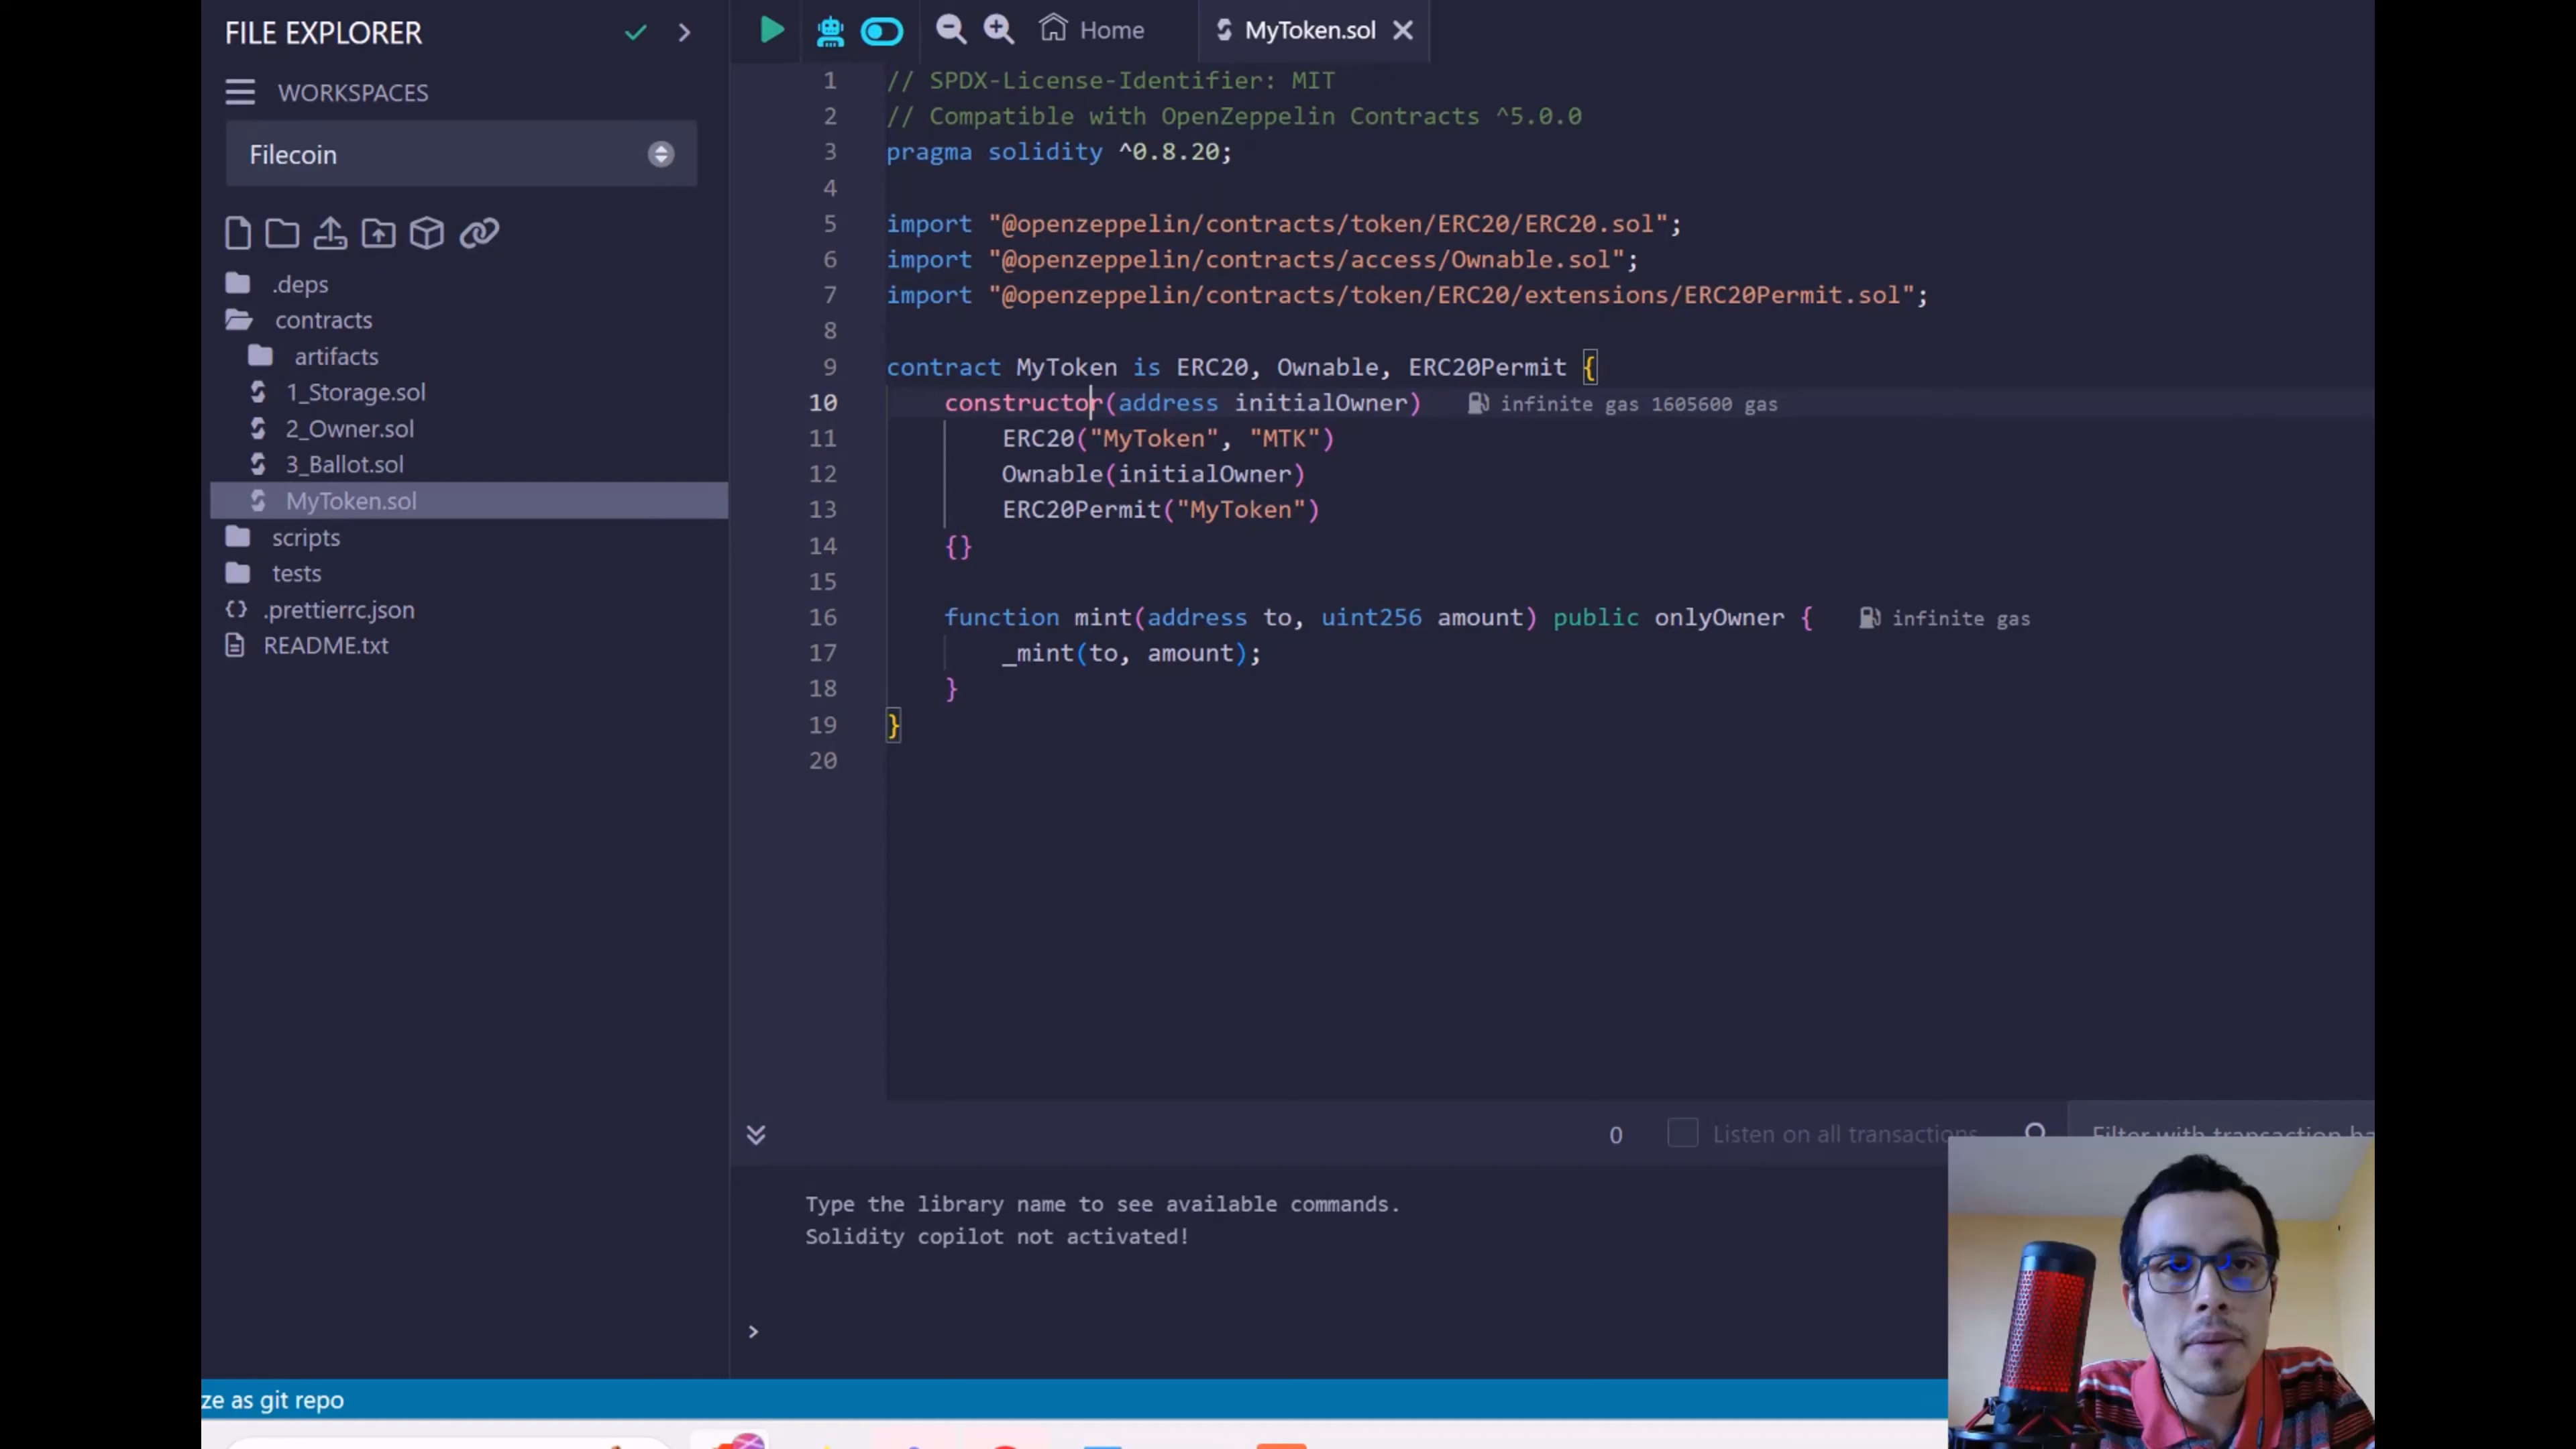 FILE EXPLORER
WORKSPACES
Filecoin
.deps
contracts
artifacts
1_Storage.sol
2_Owner.sol
3_Ballot.sol
MyToken.sol
scripts
tests
.prettierrc.json
README.txt
Home
MyToken.sol
1 // SPDX-License-Identifier: MIT
2 // Compatible with OpenZeppelin Contracts ^5.0.0
3 pragma solidity ^0.8.20;
4
5 import "@openzeppelin/contracts/token/ERC20/ERC20.sol";
6 import "@openzeppelin/contracts/access/Ownable.sol";
7 import "@openzeppelin/contracts/token/ERC20/extensions/ERC20Permit.sol";
8
9 contract MyToken is ERC20, Ownable, ERC20Permit {
10 constructor(address initialOwner) infinite gas 1605600 gas
11 ERC20("MyToken", "MTK")
12 Ownable(initialOwner)
13 ERC20Permit("MyToken")
14 {}
15
16 function mint(address to, uint256 amount) public onlyOwner { infinite gas
17 _mint(to, amount);
18 }
19 }
20
0 Listen on all transactions Filter with transaction ha
Type the library name to see available commands.
Solidity copilot not activated!
>
ze as git repo